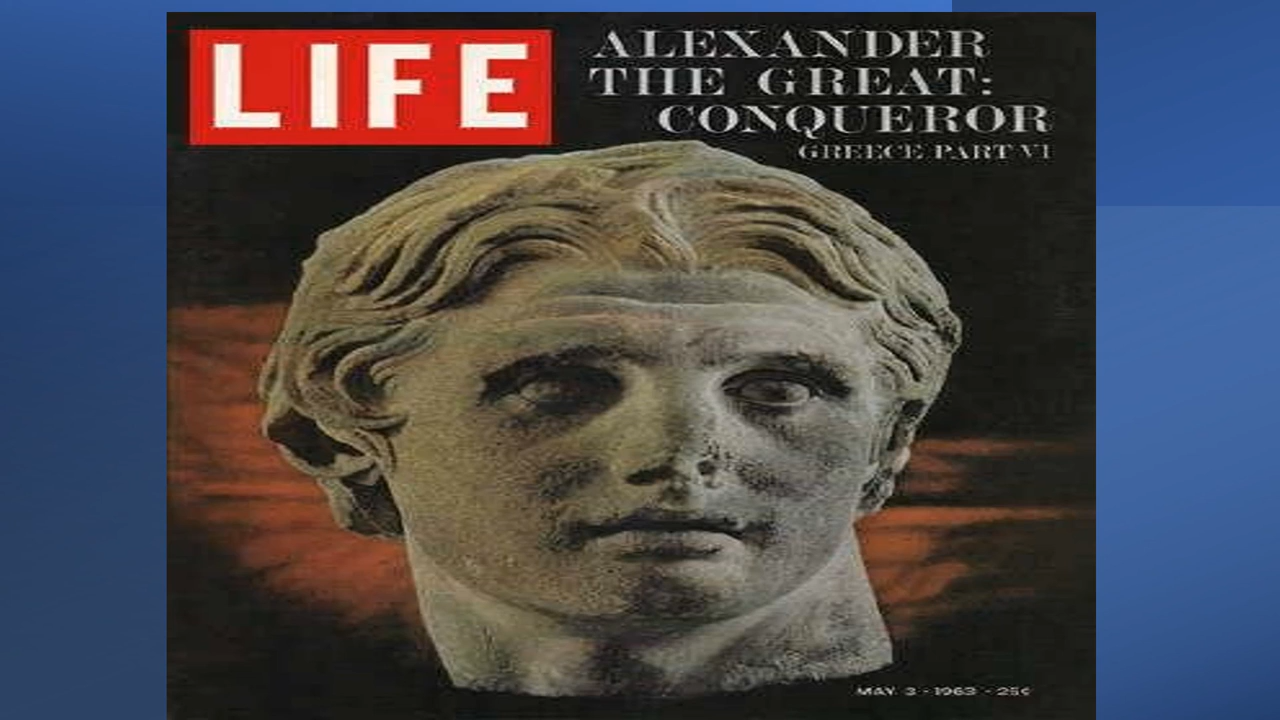 LIFE
ALEXANDER
THE GREAT:
CONQUEROR
GREECE PART VI
MAY 3 · 1963 · 25¢